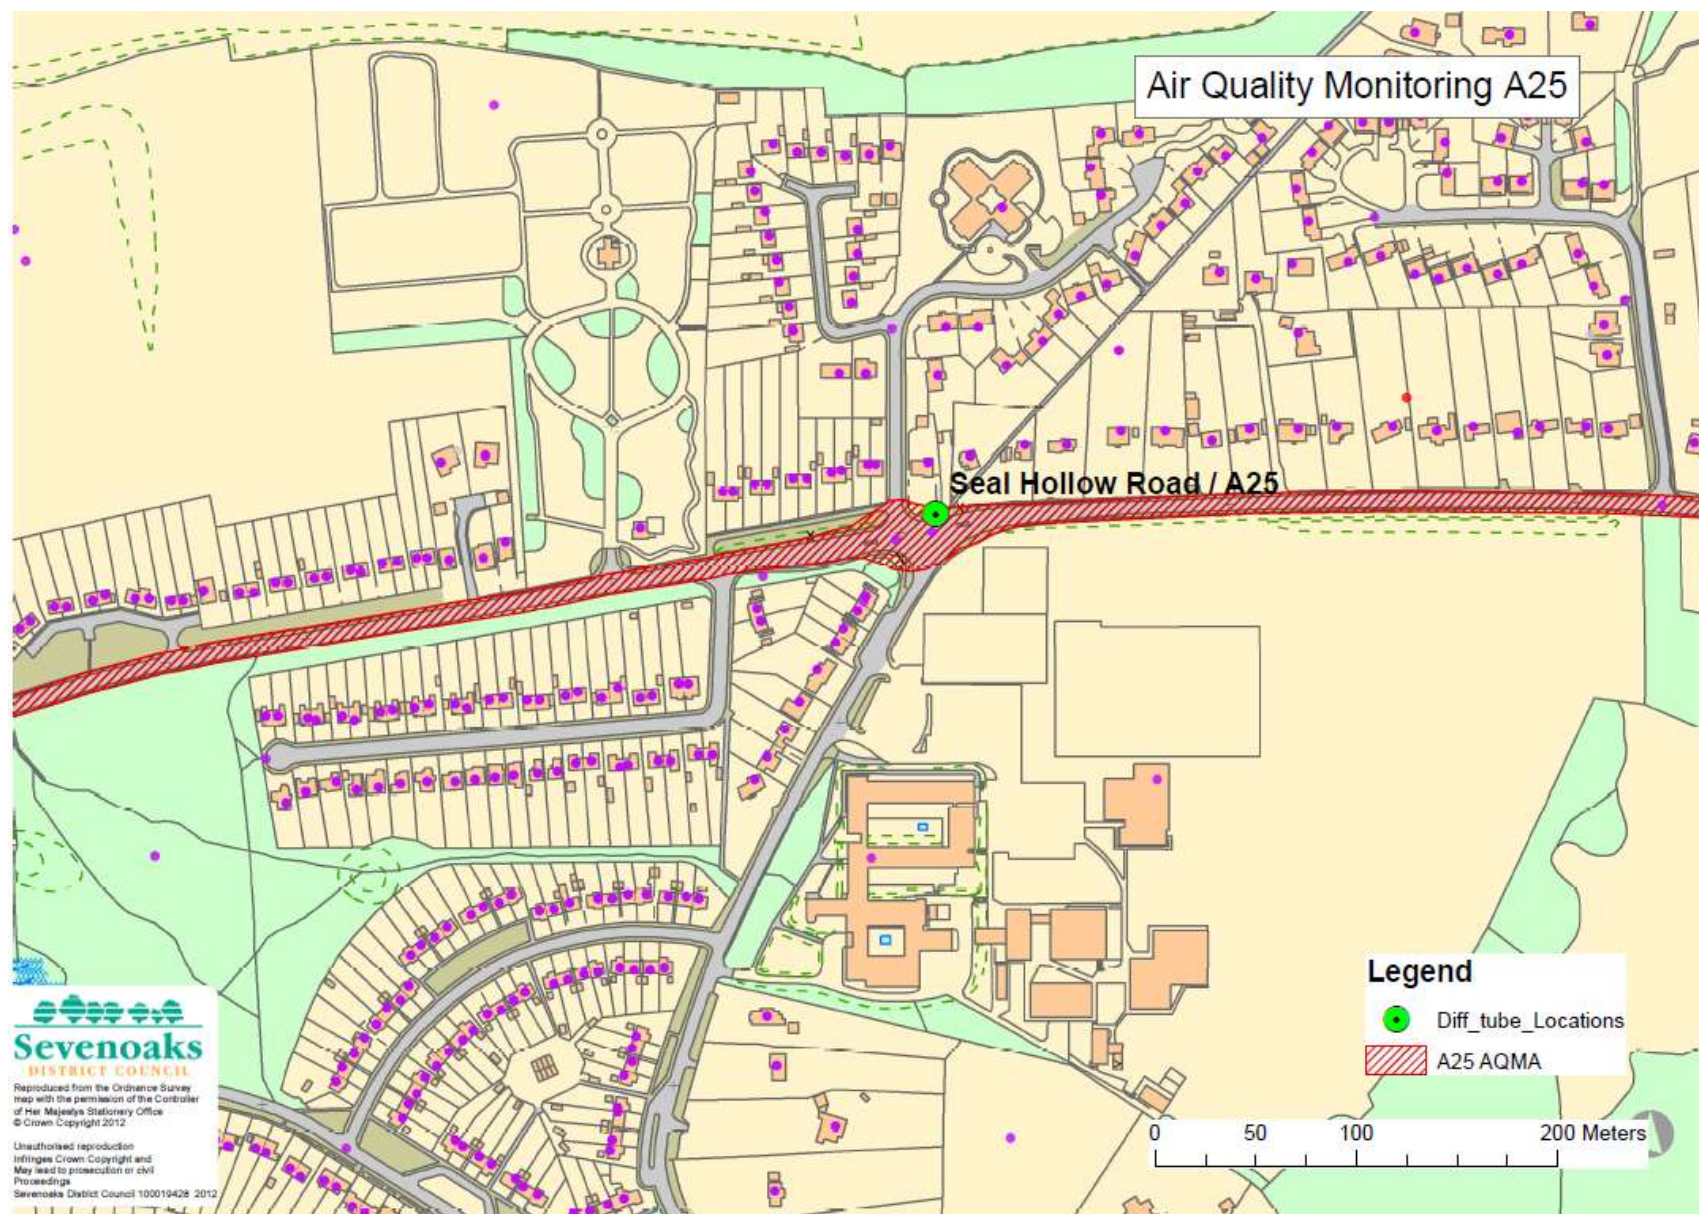 Air Quality Monitoring A25
Seal Hollow Road / A25
Legend
Diff_tube_Locations
A25 AQMA
0 50 100 200 Meters
Sevenoaks
DISTRICT COUNCIL
Reproduced from the Ordnance Survey
map with the permission of the Controller
of Her Majestys Stationery Office
© Crown Copyright 2012
Unauthorised reproduction
Infringes Crown Copyright and
May lead to prosecution or civil
Proceedings
Sevenoaks District Council 100019428 2012